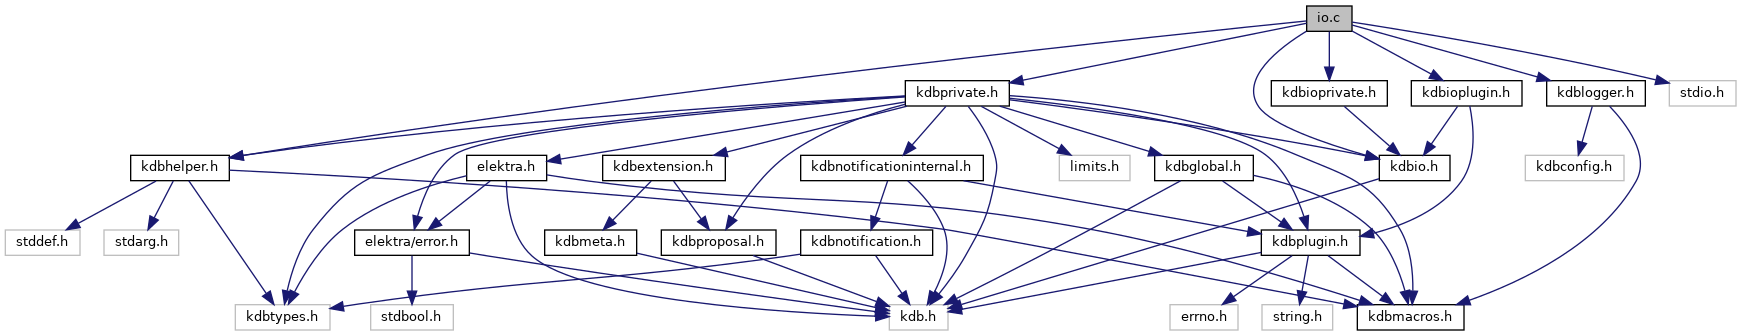 io.c
kdbprivate.h
kdbioprivate.h
kdbioplugin.h
kdblogger.h
stdio.h
kdbhelper.h
elektra.h
kdbextension.h
kdbnotificationinternal.h
limits.h
kdbglobal.h
kdbio.h
kdbconfig.h
stddef.h
stdarg.h
elektra/error.h
kdbmeta.h
kdbproposal.h
kdbnotification.h
kdbplugin.h
kdbtypes.h
stdbool.h
kdb.h
errno.h
string.h
kdbmacros.h